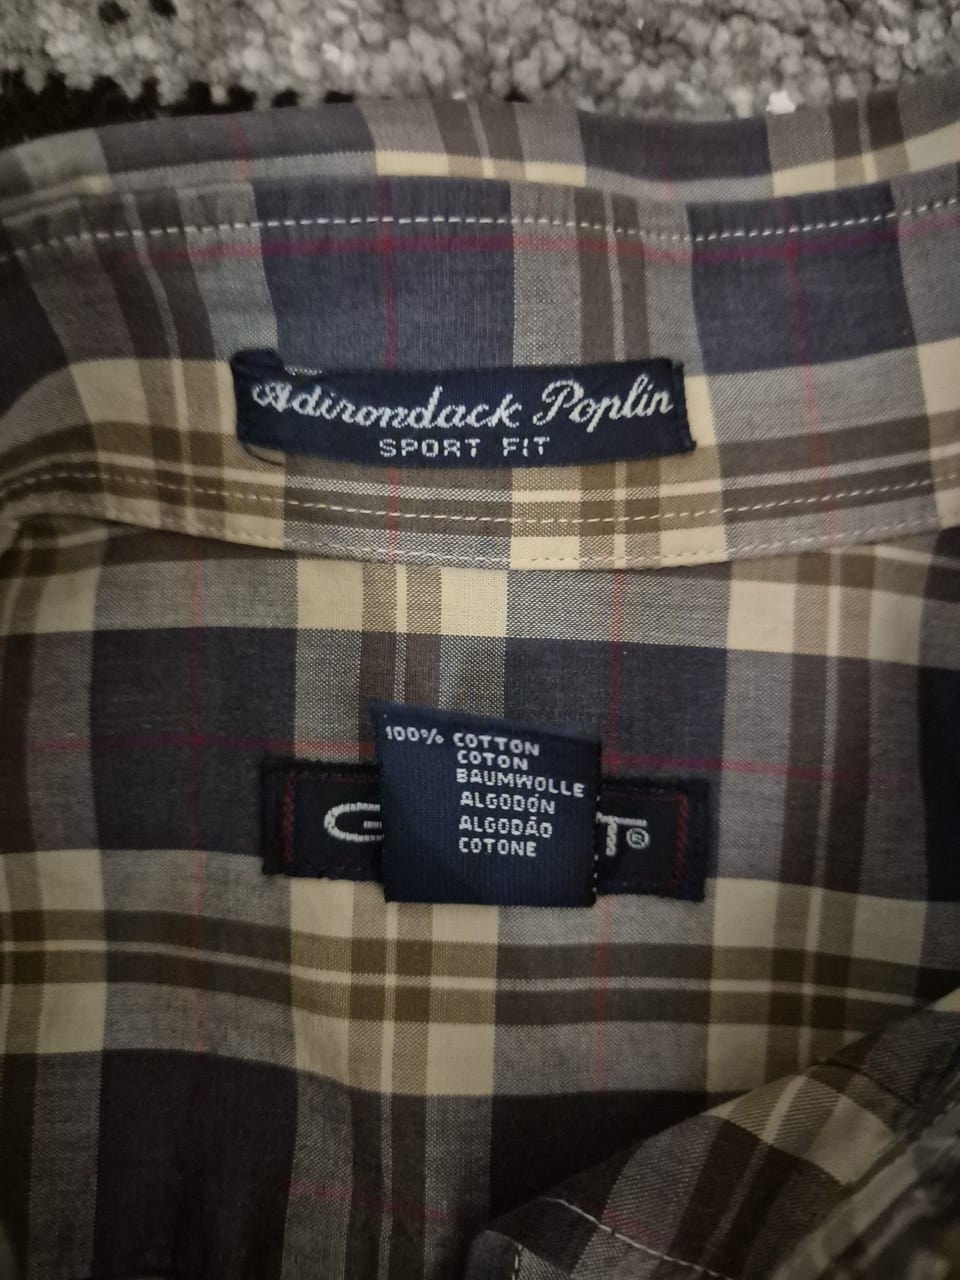 Adirondack Poplin
SPORT FIT
100% COTTON
COTON
BAUMWOLLE
ALGODÓN
ALGODÃO
COTONE
G T®